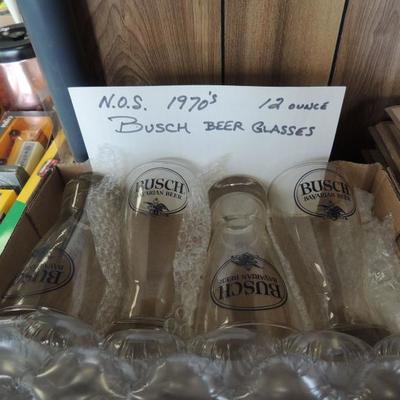 N.O.S. 1970's 12 OUNCE
BUSCH BEER GLASSES
BUSCH
BAVARIAN BEER
BUSCH
BAVARIAN BEER
BUSCH
BAVARIAN BEER
BUSCH
BAVARIAN BEER